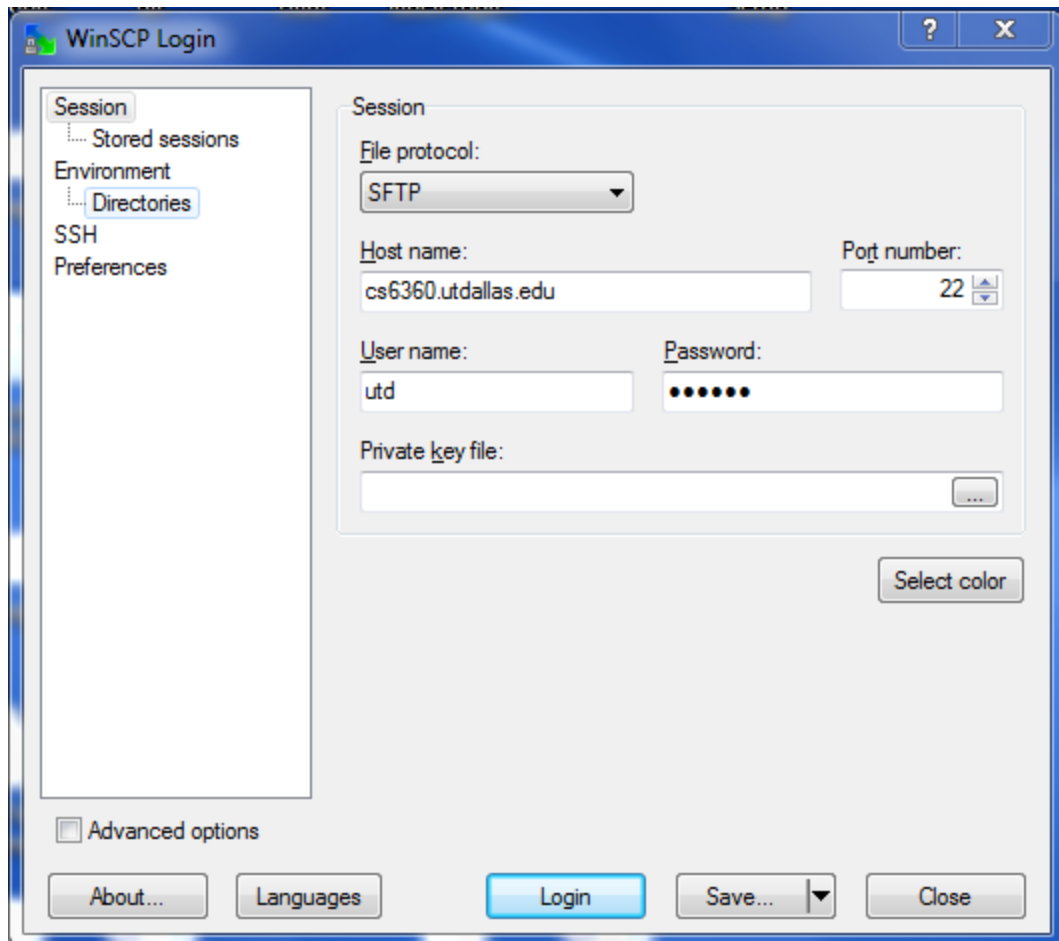 WinSCP Login
?
X
Session
Stored sessions
Environment
Directories
SSH
Preferences
Session
File protocol:
SFTP
Host name:
Port number:
cs6360.utdallas.edu
22
User name:
Password:
utd
••••••
Private key file:
...
Select color
Advanced options
About...
Languages
Login
Save...
Close